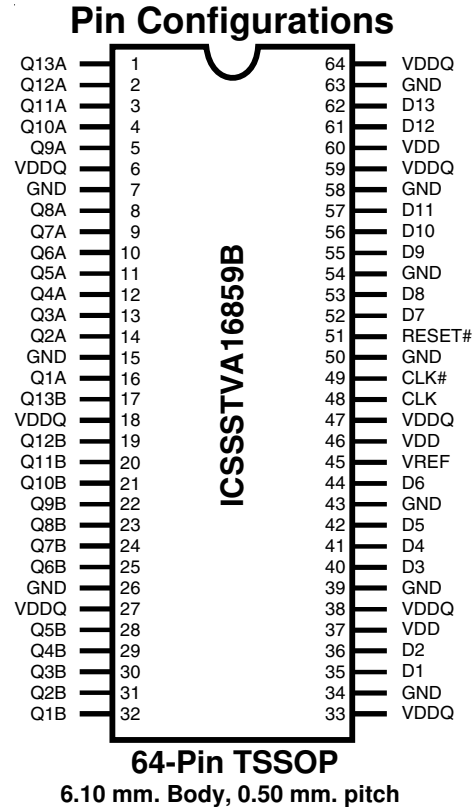 Pin Configurations
Q13A 1 64 VDDQ
Q12A 2 63 GND
Q11A 3 62 D13
Q10A 4 61 D12
Q9A 5 60 VDD
VDDQ 6 59 VDDQ
GND 7 58 GND
Q8A 8 57 D11
Q7A 9 56 D10
Q6A 10 55 D9
Q5A 11 54 GND
Q4A 12 53 D8
Q3A 13 52 D7
Q2A 14 51 RESET#
GND 15 50 GND
Q1A 16 49 CLK#
Q13B 17 48 CLK
VDDQ 18 47 VDDQ
Q12B 19 46 VDD
Q11B 20 45 VREF
Q10B 21 44 D6
Q9B 22 43 GND
Q8B 23 42 D5
Q7B 24 41 D4
Q6B 25 40 D3
GND 26 39 GND
VDDQ 27 38 VDDQ
Q5B 28 37 VDD
Q4B 29 36 D2
Q3B 30 35 D1
Q2B 31 34 GND
Q1B 32 33 VDDQ
ICSSSTVA16859B
64-Pin TSSOP
6.10 mm. Body, 0.50 mm. pitch